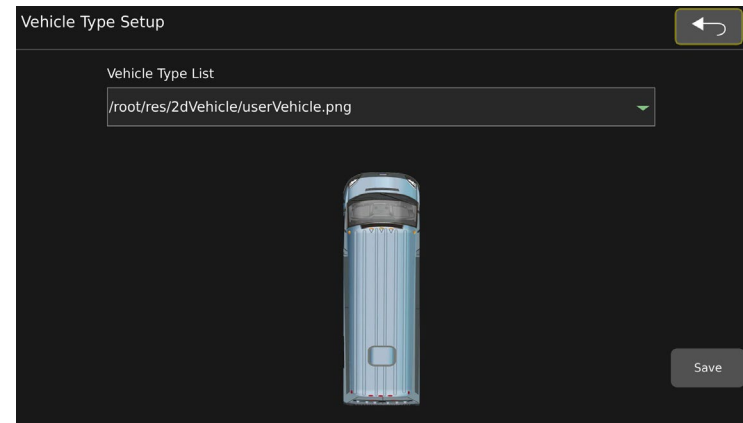 Vehicle Type Setup
Vehicle Type List
/root/res/2dVehicle/userVehicle.png
Save